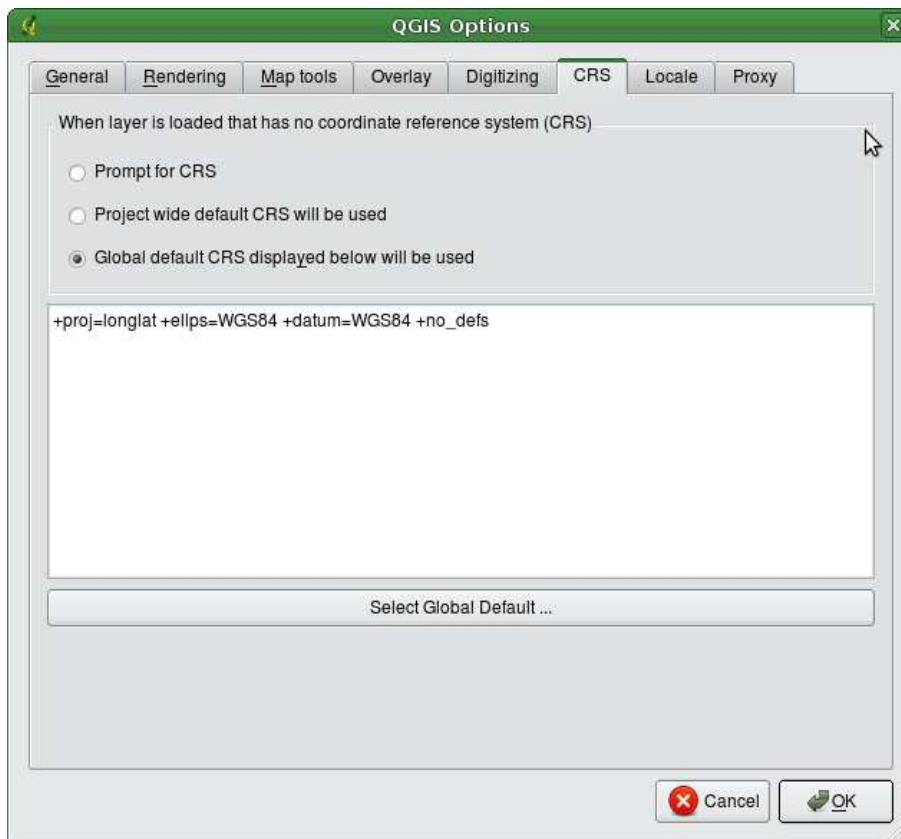 QGIS Options
General Rendering Map tools Overlay Digitizing CRS Locale Proxy
When layer is loaded that has no coordinate reference system (CRS)
Prompt for CRS
Project wide default CRS will be used
Global default CRS displayed below will be used
+proj=longlat +ellps=WGS84 +datum=WGS84 +no_defs
Select Global Default ...
Cancel OK